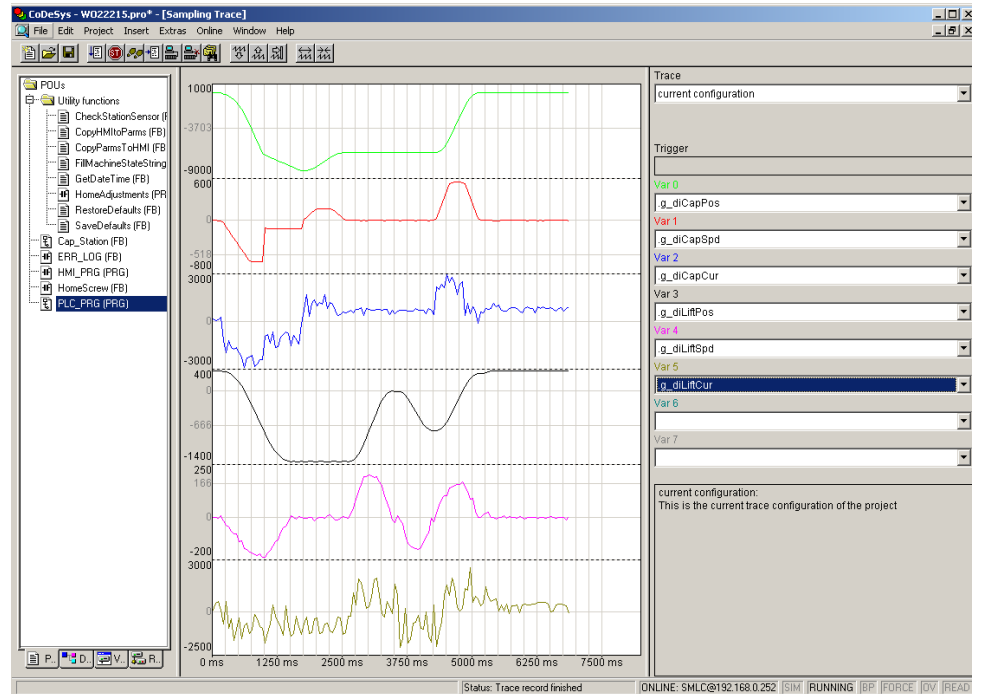 CoDeSys - WO22215.pro* - [Sampling Trace]
File Edit Project Insert Extras Online Window Help
POUs
Utility functions
CheckStationSensor (F
CopyHMItoParms (FB)
CopyParmsToHMI (FB
FillMachineStateString
GetDateTime (FB)
HomeAdjustments (PR
RestoreDefaults (FB)
SaveDefaults (FB)
Cap_Station (FB)
ERR_LOG (FB)
HMI_PRG (PRG)
HomeScrew (FB)
PLC_PRG (PRG)
P.. D.. V.. R..
1000
-3703
-9000
600
0
-518
-800
3000
0
-3000
400
0
-666
-1400
250
166
0
-200
3000
0
-2500
0 ms 1250 ms 2500 ms 3750 ms 5000 ms 6250 ms 7500 ms
Trace
current configuration
Trigger
Var 0
.g_diCapPos
Var 1
.g_diCapSpd
Var 2
.g_diCapCur
Var 3
.g_diLiftPos
Var 4
.g_diLiftSpd
Var 5
.g_diLiftCur
Var 6
Var 7
current configuration:
This is the current trace configuration of the project
Status: Trace record finished ONLINE: SMLC@192.168.0.252 SIM RUNNING BP FORCE OV READ